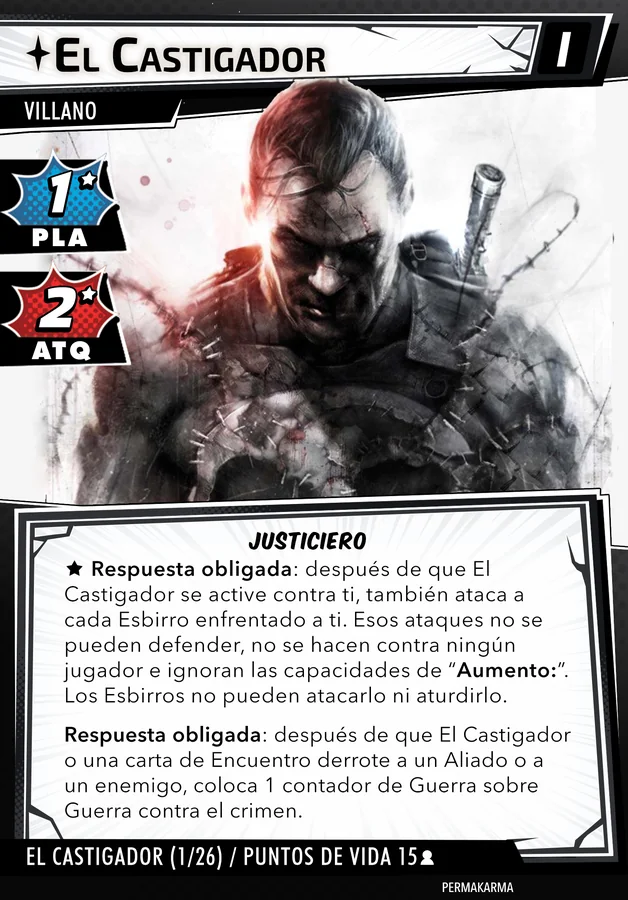 El Castigador
I
VILLANO
1
PLA
2
ATQ
JUSTICIERO
★ Respuesta obligada: después de que El
Castigador se active contra ti, también ataca a
cada Esbirro enfrentado a ti. Esos ataques no se
pueden defender, no se hacen contra ningún
jugador e ignoran las capacidades de “Aumento:”.
Los Esbirros no pueden atacarlo ni aturdirlo.
Respuesta obligada: después de que El Castigador
o una carta de Encuentro derrote a un Aliado o a
un enemigo, coloca 1 contador de Guerra sobre
Guerra contra el crimen.
EL CASTIGADOR (1/26) / PUNTOS DE VIDA 15
PERMAKARMA